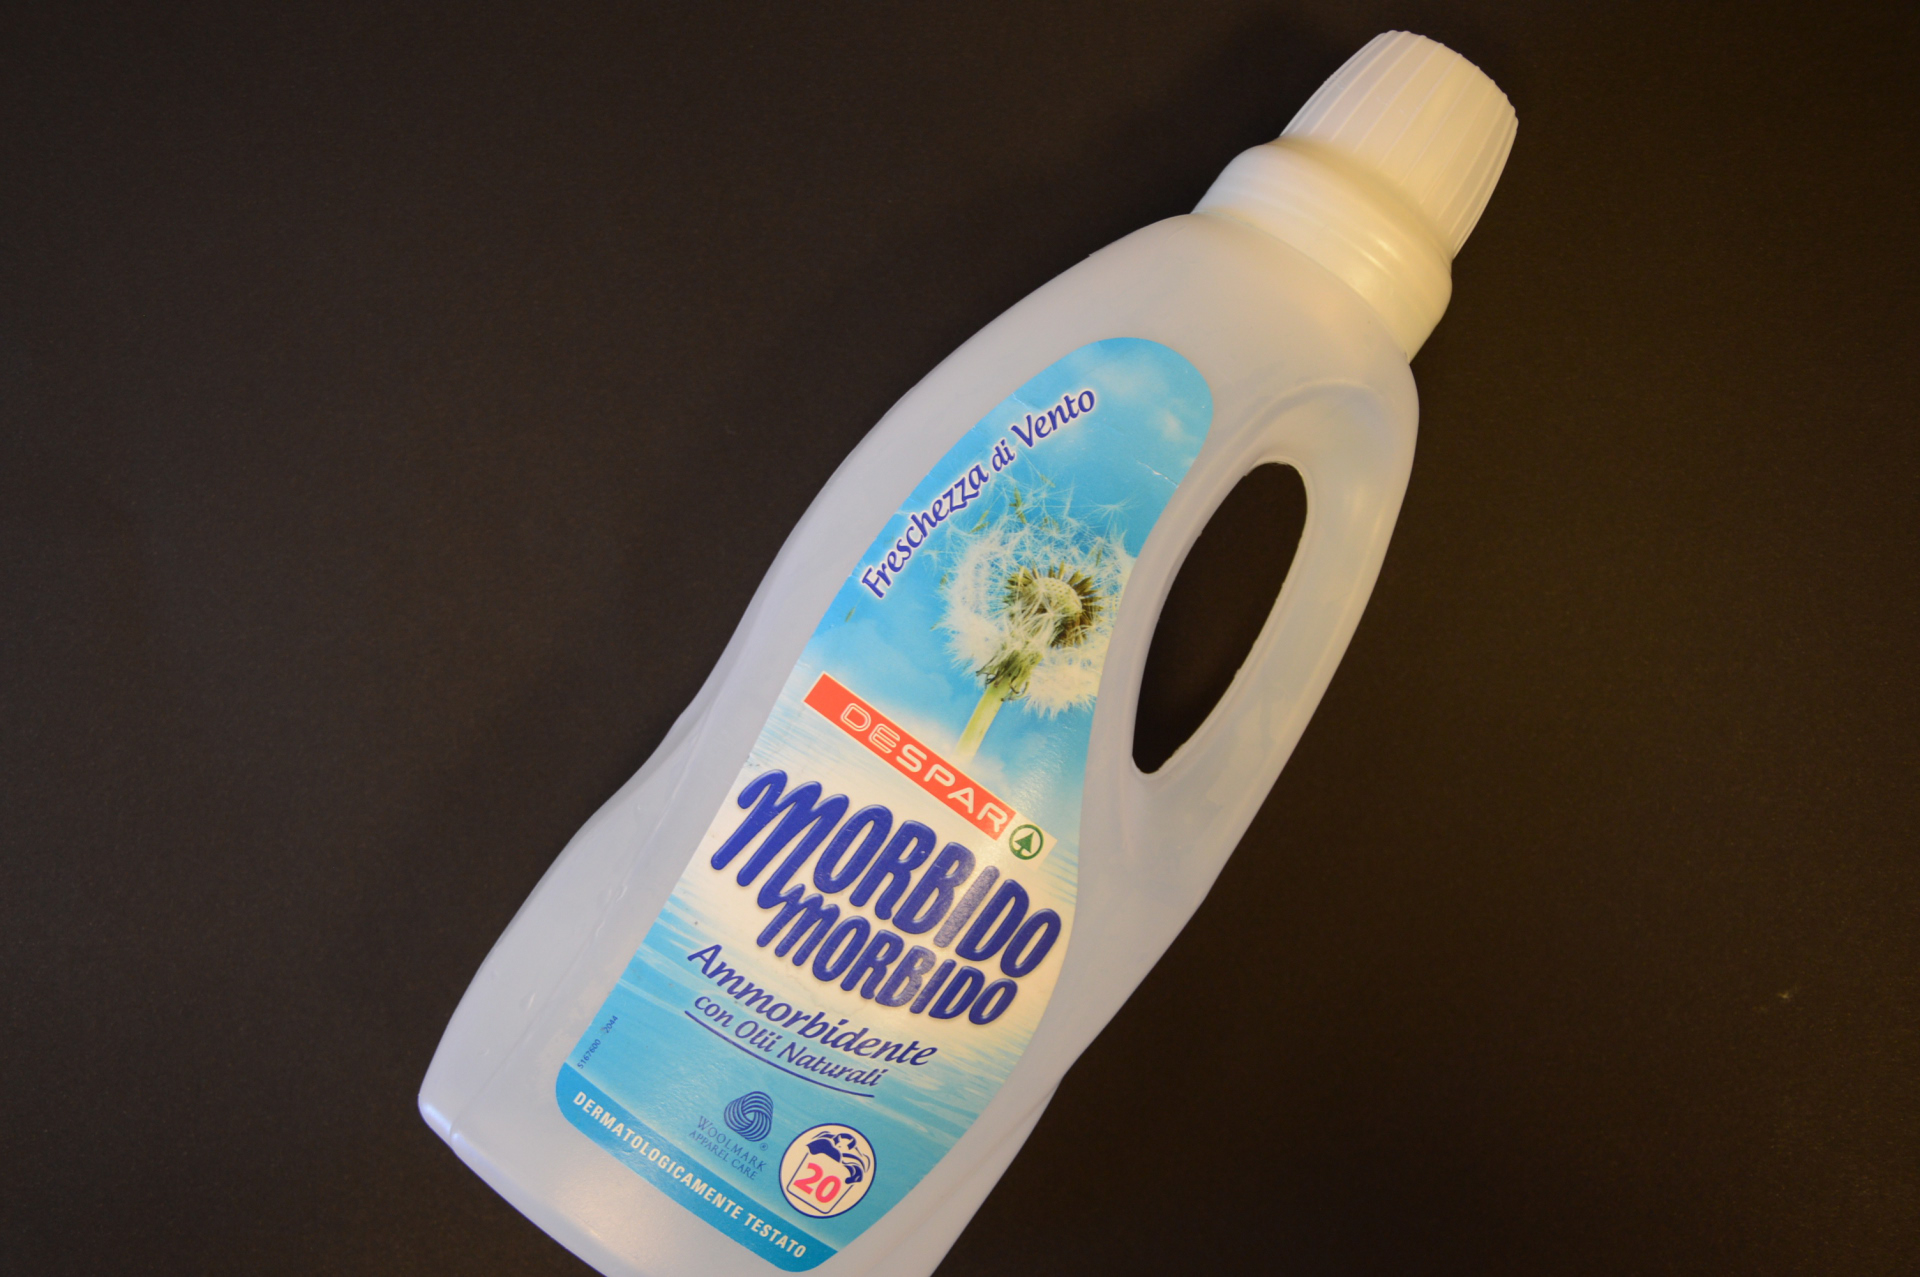 Freschezza di Vento
DESPAR
MORBIDO
MORBIDO
Ammorbidente
con Olii Naturali
WOOLMARK
APPAREL CARE
20
DERMATOLOGICAMENTE TESTATO